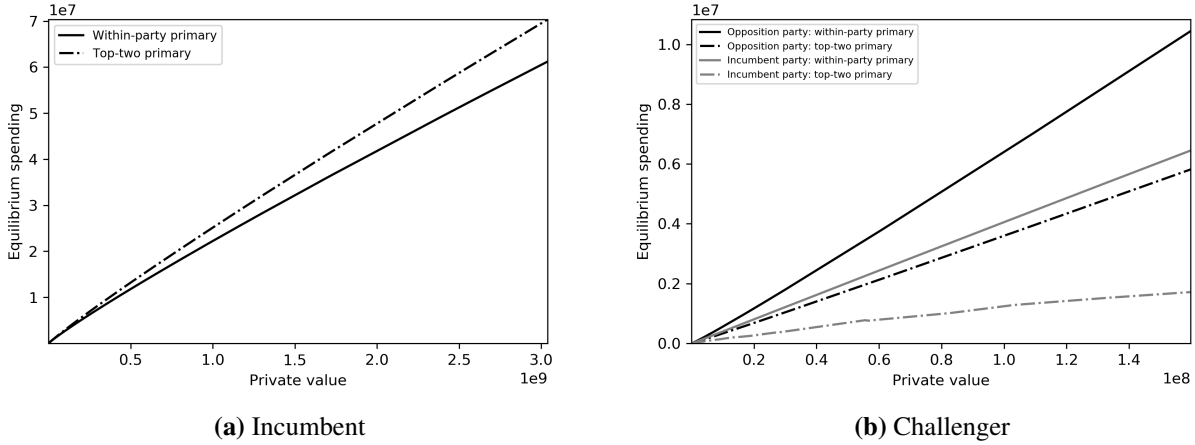 1e7
Within-party primary
Top-two primary
Equilibrium spending
7
6
5
4
3
2
1
0.5 1.0 1.5 2.0 2.5 3.0
1e9
Private value
(a) Incumbent
1e7
Opposition party: within-party primary
Opposition party: top-two primary
Incumbent party: within-party primary
Incumbent party: top-two primary
Equilibrium spending
1.0
0.8
0.6
0.4
0.2
0.0
0.2 0.4 0.6 0.8 1.0 1.2 1.4
1e8
Private value
(b) Challenger